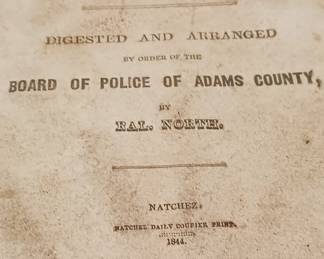 DIGESTED AND ARRANGED
BY ORDER OF THE
BOARD OF POLICE OF ADAMS COUNTY,
BY
RAL. NORTH.
NATCHEZ:
NATCHEZ DAILY COURIER PRINT.
1844.